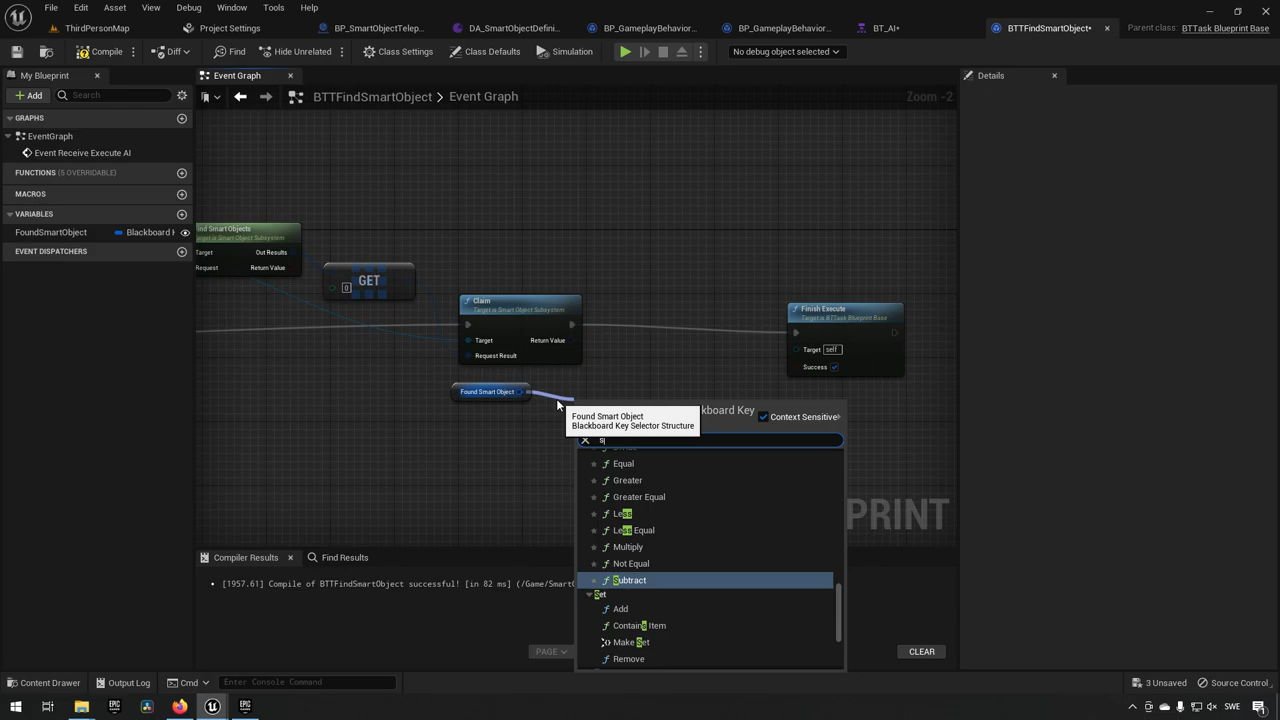 File Edit Asset View Debug Window Tools Help
ThirdPersonMap
Project Settings
BP_SmartObjectTelep...
DA_SmartObjectDefini...
BP_GameplayBehavior...
BP_GameplayBehavior...
BT_AI*
BTTFindSmartObject*
Parent class: BTTask Blueprint Base
Compile
Diff
Find
Hide Unrelated
Class Settings
Class Defaults
Simulation
No debug object selected
My Blueprint
Event Graph
Details
Add
Search
BTTFindSmartObject > Event Graph
Zoom -2
GRAPHS
EventGraph
Event Receive Execute AI
FUNCTIONS (5 OVERRIDABLE)
MACROS
VARIABLES
FoundSmartObject
Blackboard K
EVENT DISPATCHERS
ind Smart Objects
Target is Smart Object Subsystem
Target Out Results
Request Return Value
GET
0
Claim
Target is Smart Object Subsystem
Target Return Value
Request Result
Finish Execute
Target is BTTask Blueprint Base
Target self
Success
Found Smart Object
Found Smart Object
Blackboard Key Selector Structure
kboard Key
Context Sensitive
s
Equal
Greater
Greater Equal
Less
Less Equal
Multiply
Not Equal
Subtract
Set
Add
Contains Item
Make Set
Remove
PRINT
Compiler Results
Find Results
[1957.61] Compile of BTTFindSmartObject successful! [in 82 ms] (/Game/SmartO
PAGE
CLEAR
Content Drawer
Output Log
Cmd
Enter Console Command
3 Unsaved
Source Control
SWE